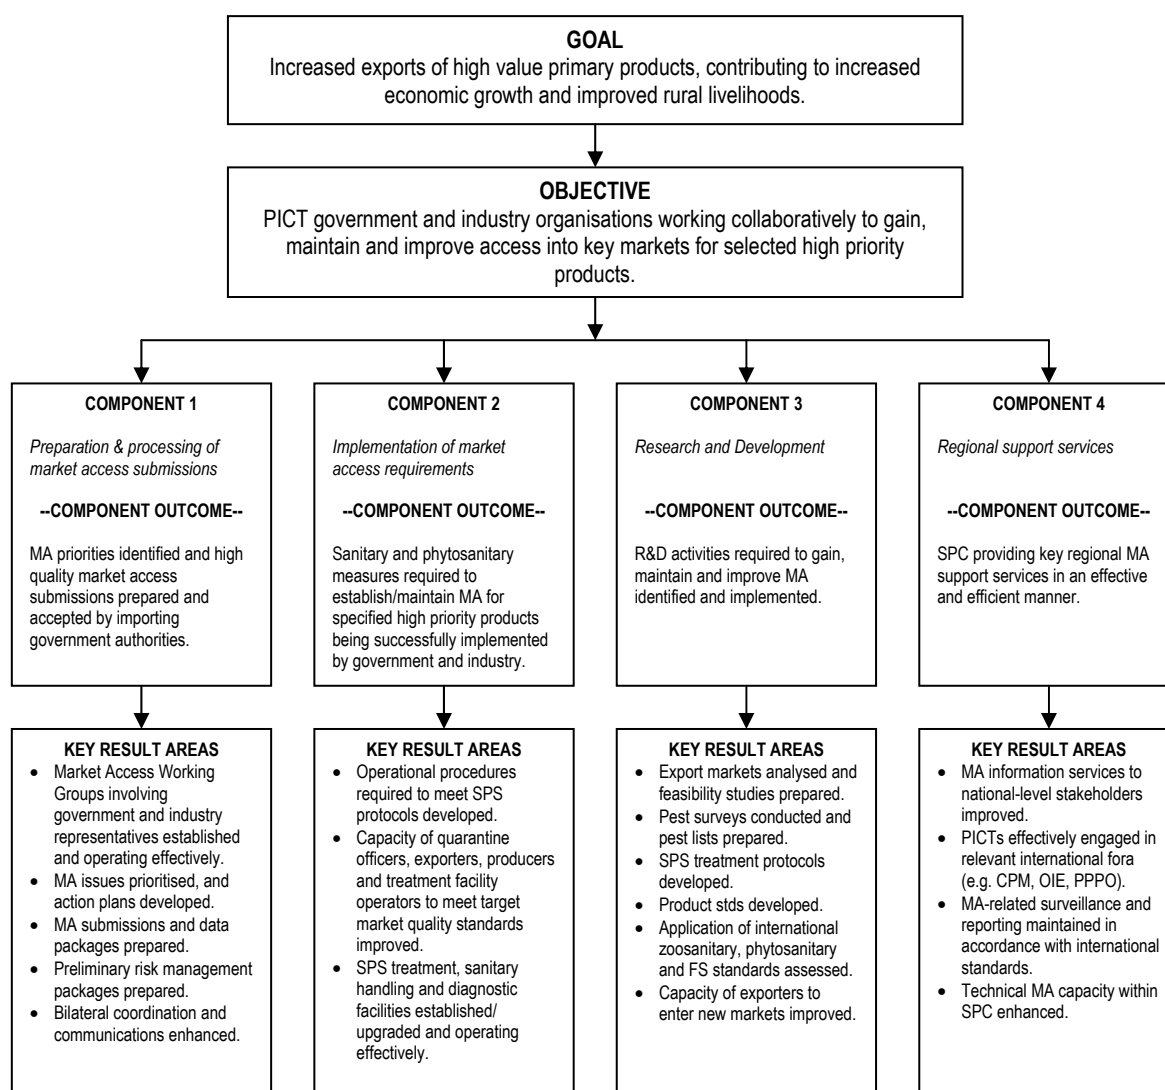 GOAL
Increased exports of high value primary products, contributing to increased
economic growth and improved rural livelihoods.
OBJECTIVE
PICT government and industry organisations working collaboratively to gain,
maintain and improve access into key markets for selected high priority
products.
COMPONENT 1
Preparation & processing of
market access submissions
--COMPONENT OUTCOME--
MA priorities identified and high
quality market access
submissions prepared and
accepted by importing
government authorities.
COMPONENT 2
Implementation of market
access requirements
--COMPONENT OUTCOME--
Sanitary and phytosanitary
measures required to
establish/maintain MA for
specified high priority products
being successfully implemented
by government and industry.
COMPONENT 3
Research and Development
--COMPONENT OUTCOME--
R&D activities required to gain,
maintain and improve MA
identified and implemented.
COMPONENT 4
Regional support services
--COMPONENT OUTCOME--
SPC providing key regional MA
support services in an effective
and efficient manner.
KEY RESULT AREAS
• Market Access Working
Groups involving
government and industry
representatives established
and operating effectively.
• MA issues prioritised, and
action plans developed.
• MA submissions and data
packages prepared.
• Preliminary risk management
packages prepared.
• Bilateral coordination and
communications enhanced.
KEY RESULT AREAS
• Operational procedures
required to meet SPS
protocols developed.
• Capacity of quarantine
officers, exporters, producers
and treatment facility
operators to meet target
market quality standards
improved.
• SPS treatment, sanitary
handling and diagnostic
facilities established/
upgraded and operating
effectively.
KEY RESULT AREAS
• Export markets analysed and
feasibility studies prepared.
• Pest surveys conducted and
pest lists prepared.
• SPS treatment protocols
developed.
• Product stds developed.
• Application of international
zoosanitary, phytosanitary
and FS standards assessed.
• Capacity of exporters to
enter new markets improved.
KEY RESULT AREAS
• MA information services to
national-level stakeholders
improved.
• PICTs effectively engaged in
relevant international fora
(e.g. CPM, OIE, PPPO).
• MA-related surveillance and
reporting maintained in
accordance with international
standards.
• Technical MA capacity within
SPC enhanced.